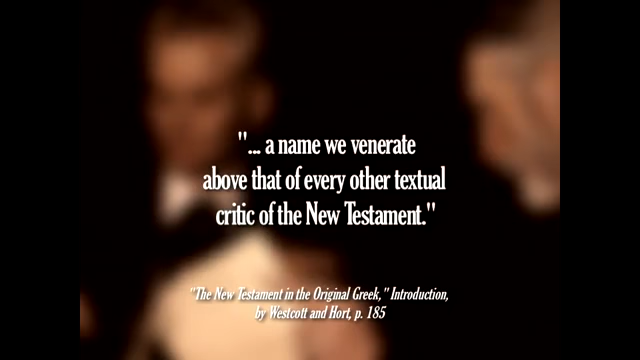 "... a name we venerate
above that of every other textual
critic of the New Testament."
"The New Testament in the Original Greek," Introduction,
by Westcott and Hort, p. 185